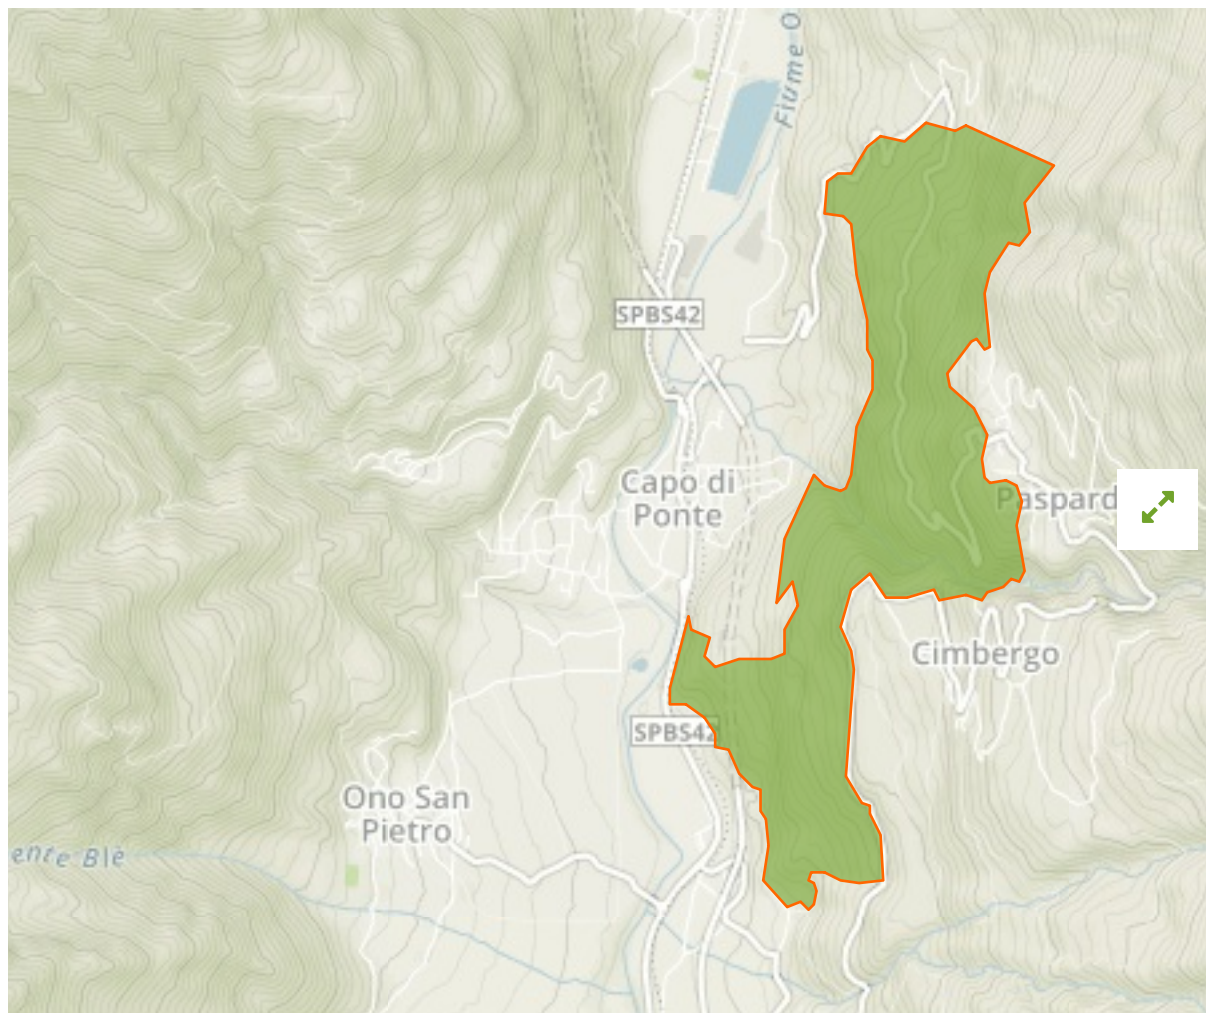 Fiume O
SPBS42
Capo di
Ponte
Paspard
Cimbergo
SPBS42
Ono San
Pietro
ente Blè